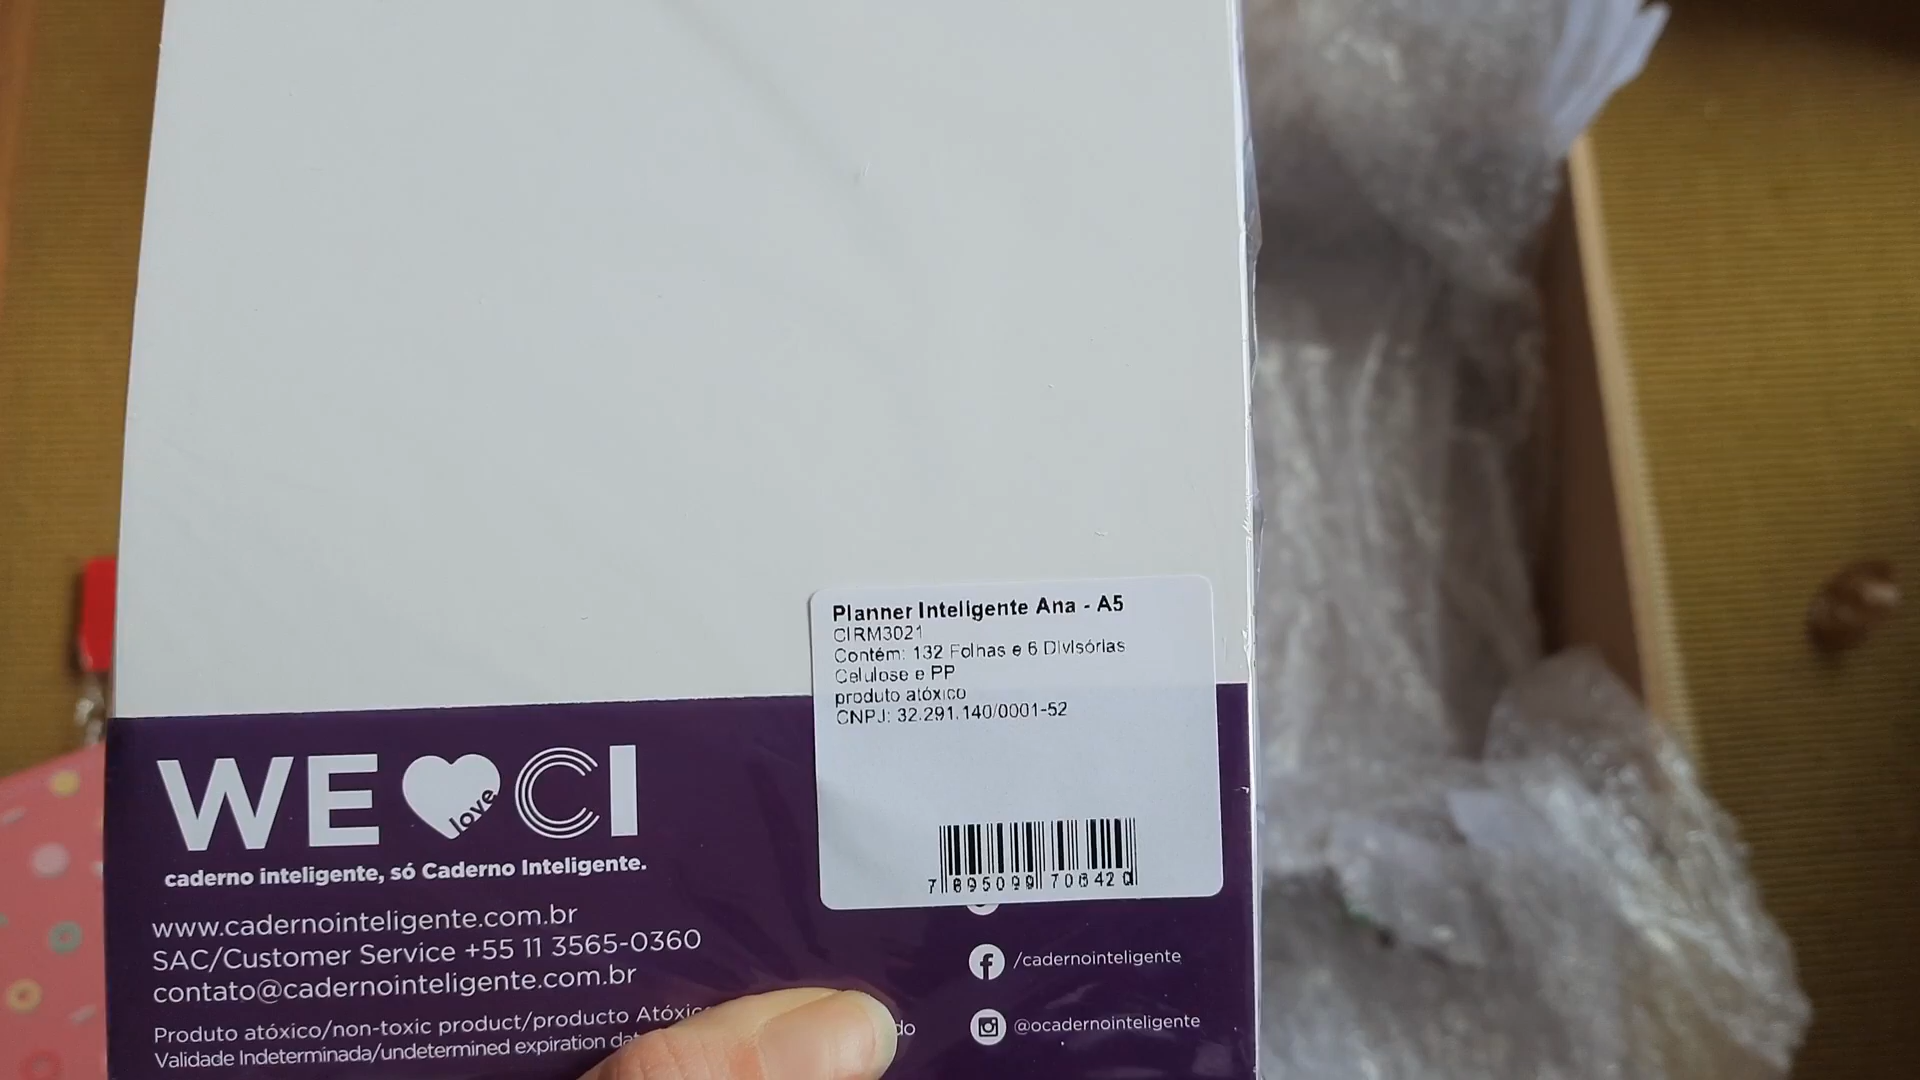 Planner Inteligente Ana - A5
CIRM3021
Contém: 132 Folhas e 6 Divisórias
Celulose e PP
produto atóxico
CNPJ: 32.291.140/0001-52
WE love CI
caderno inteligente, só Caderno Inteligente.
www.cadernointeligente.com.br
SAC/Customer Service +55 11 3565-0360
contato@cadernointeligente.com.br
Produto atóxico/non-toxic product/producto
Validade Indeterminada/undetermined expiration
/cadernointeligente
@ocadernointeligente